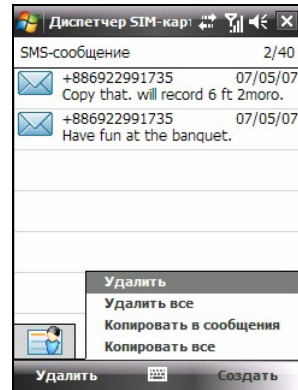 Диспетчер SIM-кар
SMS-сообщение 2/40
+886922991735 07/05/07
Copy that. will record 6 ft 2moro.
+886922991735 07/05/07
Have fun at the banquet.
Удалить
Удалить все
Копировать в сообщения
Копировать все
Удалить Создать